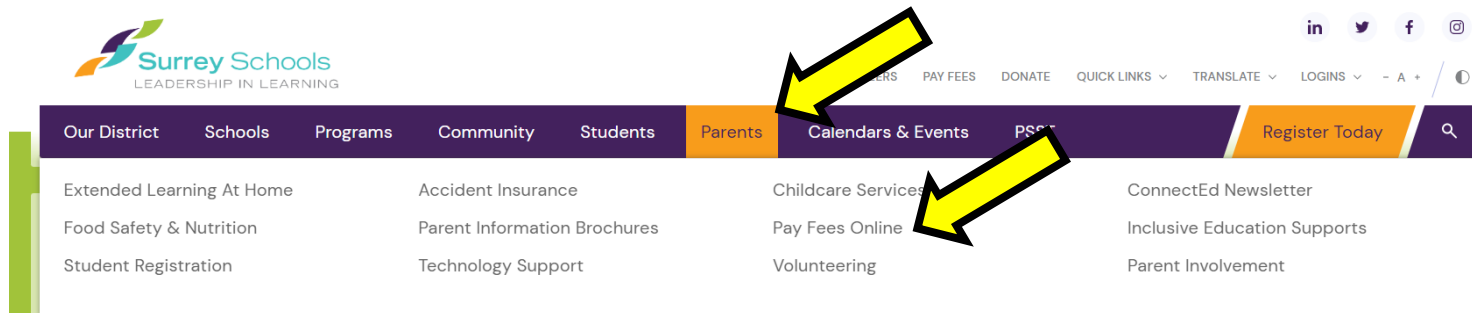 Surrey Schools
LEADERSHIP IN LEARNING
PAY FEES DONATE QUICK LINKS TRANSLATE LOGINS - A +
Our District Schools Programs Community Students Parents Calendars & Events Register Today
Extended Learning At Home Accident Insurance Childcare Services ConnectEd Newsletter
Food Safety & Nutrition Parent Information Brochures Pay Fees Online Inclusive Education Supports
Student Registration Technology Support Volunteering Parent Involvement